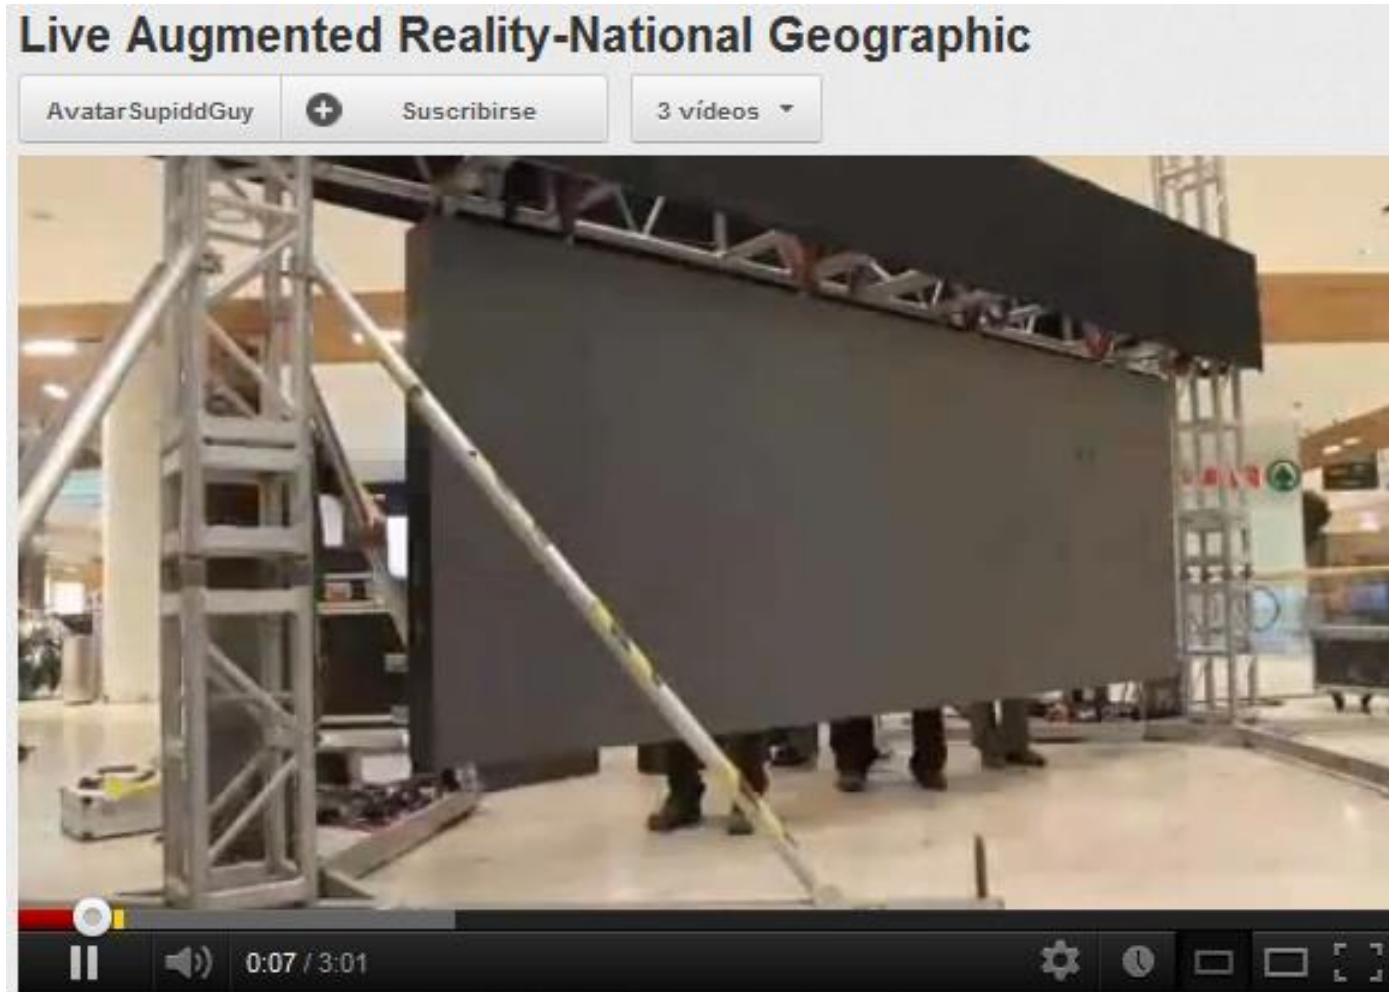 Live Augmented Reality-National Geographic
AvatarSupiddGuy Suscribirse 3 vídeos
0:07 / 3:01